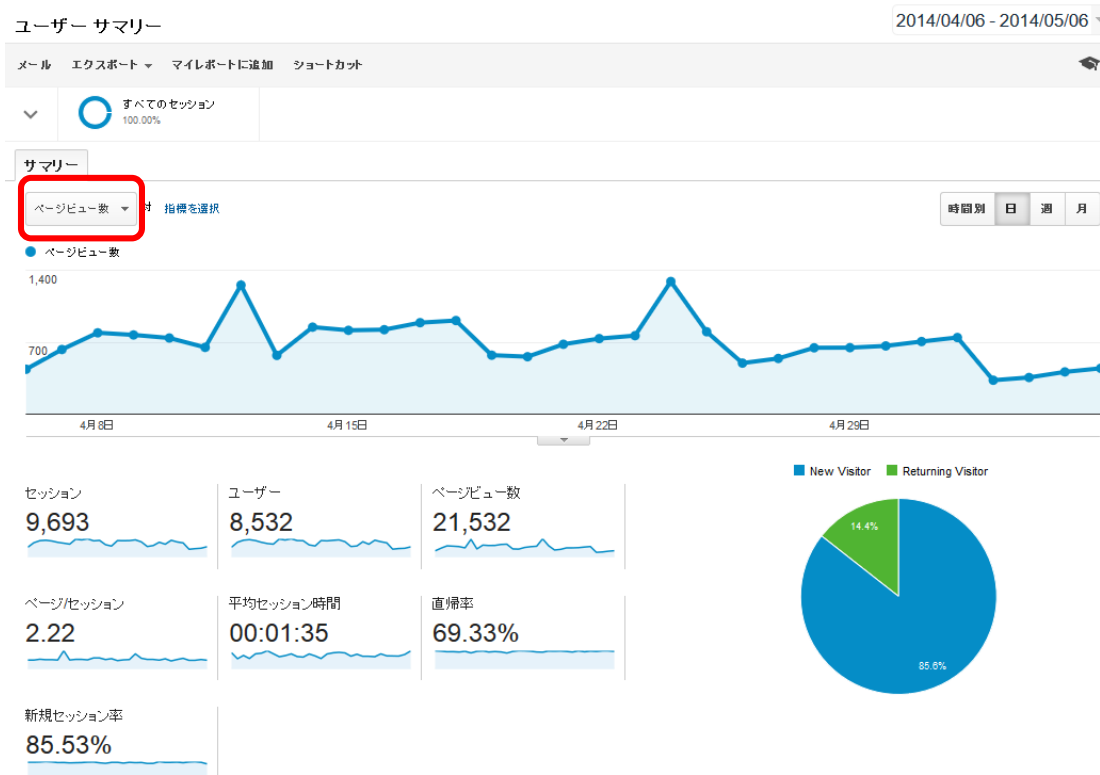 ユーザー サマリー
2014/04/06 - 2014/05/06
メール エクスポート マイレポートに追加 ショートカット
すべてのセッション
100.00%
サマリー
ページビュー数 指標を選択
時間別 日 週 月
ページビュー数
1,400
700
4月8日 4月15日 4月22日 4月29日
New Visitor Returning Visitor
セッション ユーザー ページビュー数
9,693 8,532 21,532
14.4%
ページ/セッション 平均セッション時間 直帰率
2.22 00:01:35 69.33%
85.6%
新規セッション率
85.53%